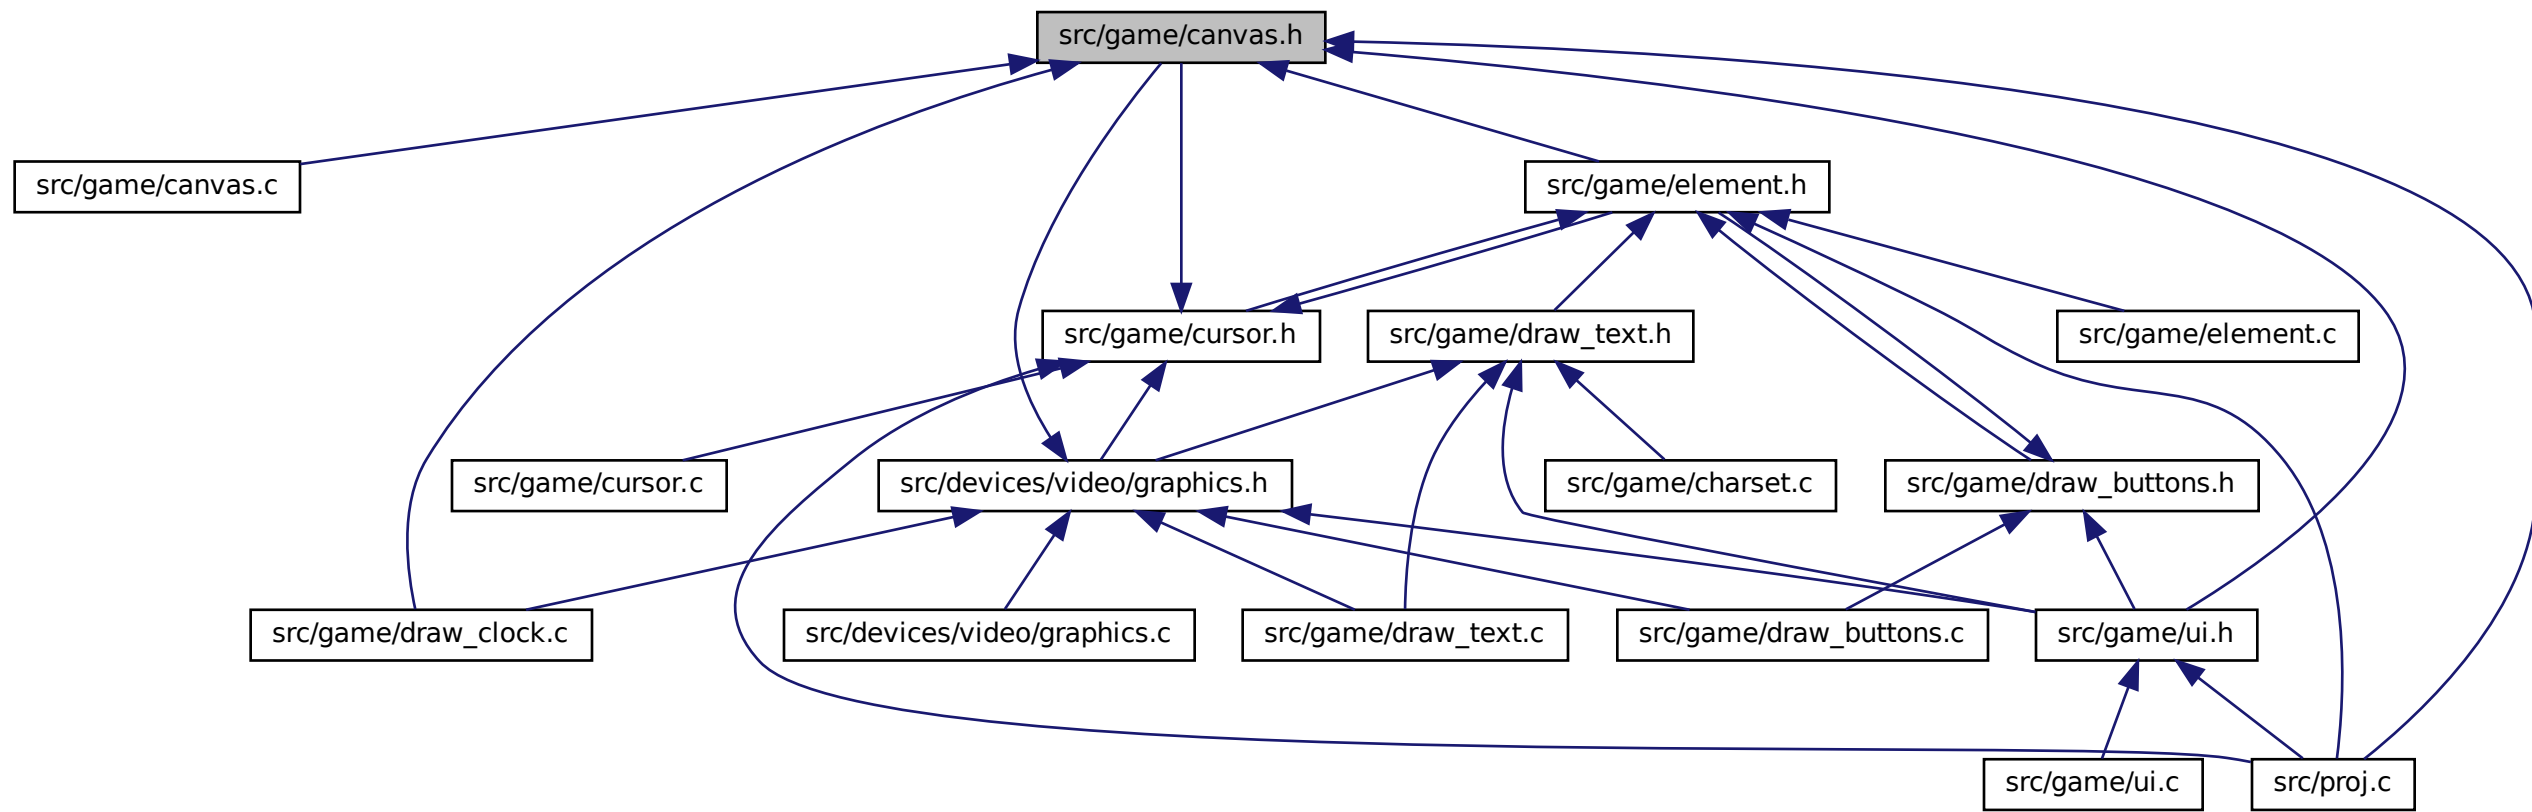 src/game/canvas.h
src/game/canvas.c
src/game/element.h
src/game/cursor.h
src/game/draw_text.h
src/game/element.c
src/game/cursor.c
src/devices/video/graphics.h
src/game/charset.c
src/game/draw_buttons.h
src/game/draw_clock.c
src/devices/video/graphics.c
src/game/draw_text.c
src/game/draw_buttons.c
src/game/ui.h
src/game/ui.c
src/proj.c